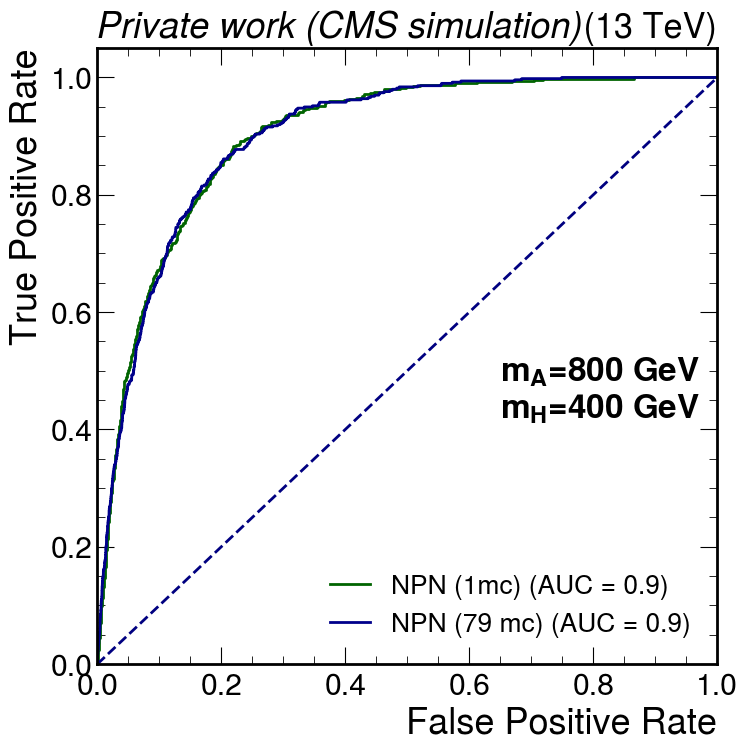 Private work (CMS simulation)(13 TeV)
True Positive Rate
1.0
0.8
0.6
0.4
0.2
0.0
m_A=800 GeV
m_H=400 GeV
NPN (1mc) (AUC = 0.9)
NPN (79 mc) (AUC = 0.9)
0.0 0.2 0.4 0.6 0.8 1.0
False Positive Rate